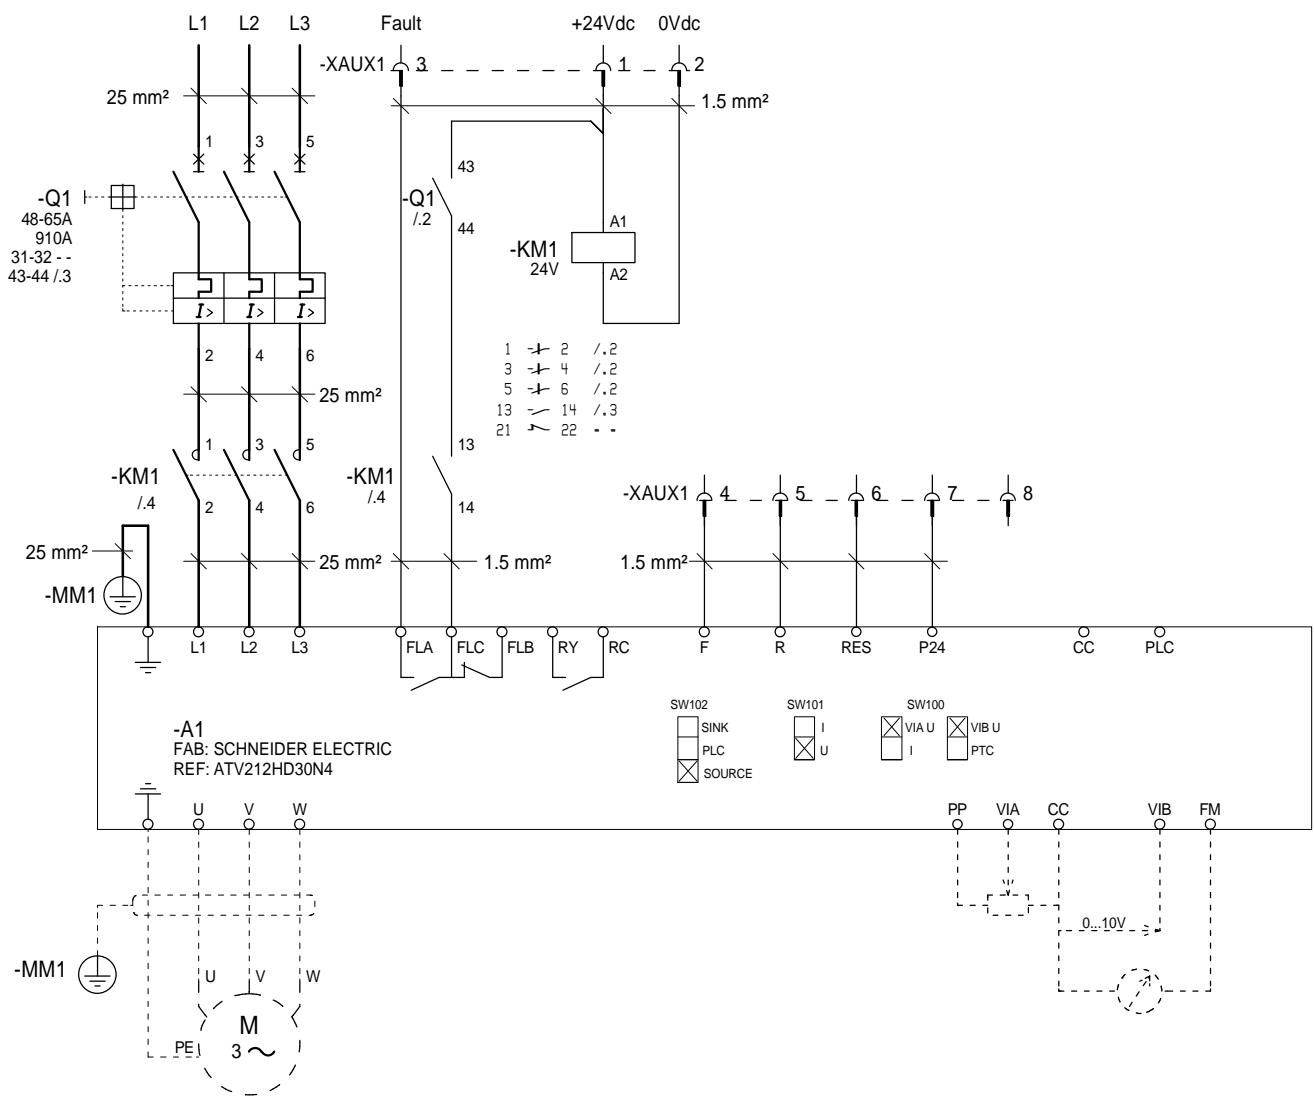 L1 L2 L3 Fault +24Vdc 0Vdc
-XAUX1 3 1 2
25 mm² 1.5 mm²
1 3 5
43
-Q1 -Q1
48-65A /.2
910A 44
31-32 - -
43-44 /.3
A1
-KM1
24V
A2
I> I> I>
2 4 6
1 2 /.2
3 4 /.2
5 6 /.2
13 14 /.3
21 22 - -
25 mm²
1 3 5 13
-KM1 -KM1
/.4 /.4
2 4 6 14
-XAUX1 4 5 6 7 8
25 mm² 25 mm² 1.5 mm² 1.5 mm²
-MM1
L1 L2 L3 FLA FLC FLB RY RC F R RES P24 CC PLC
SW102 SW101 SW100
SINK I VIA U VIB U
PLC U I PTC
SOURCE
-A1
FAB: SCHNEIDER ELECTRIC
REF: ATV212HD30N4
U V W PP VIA CC VIB FM
0...10V
-MM1
U V W
M
3
PE